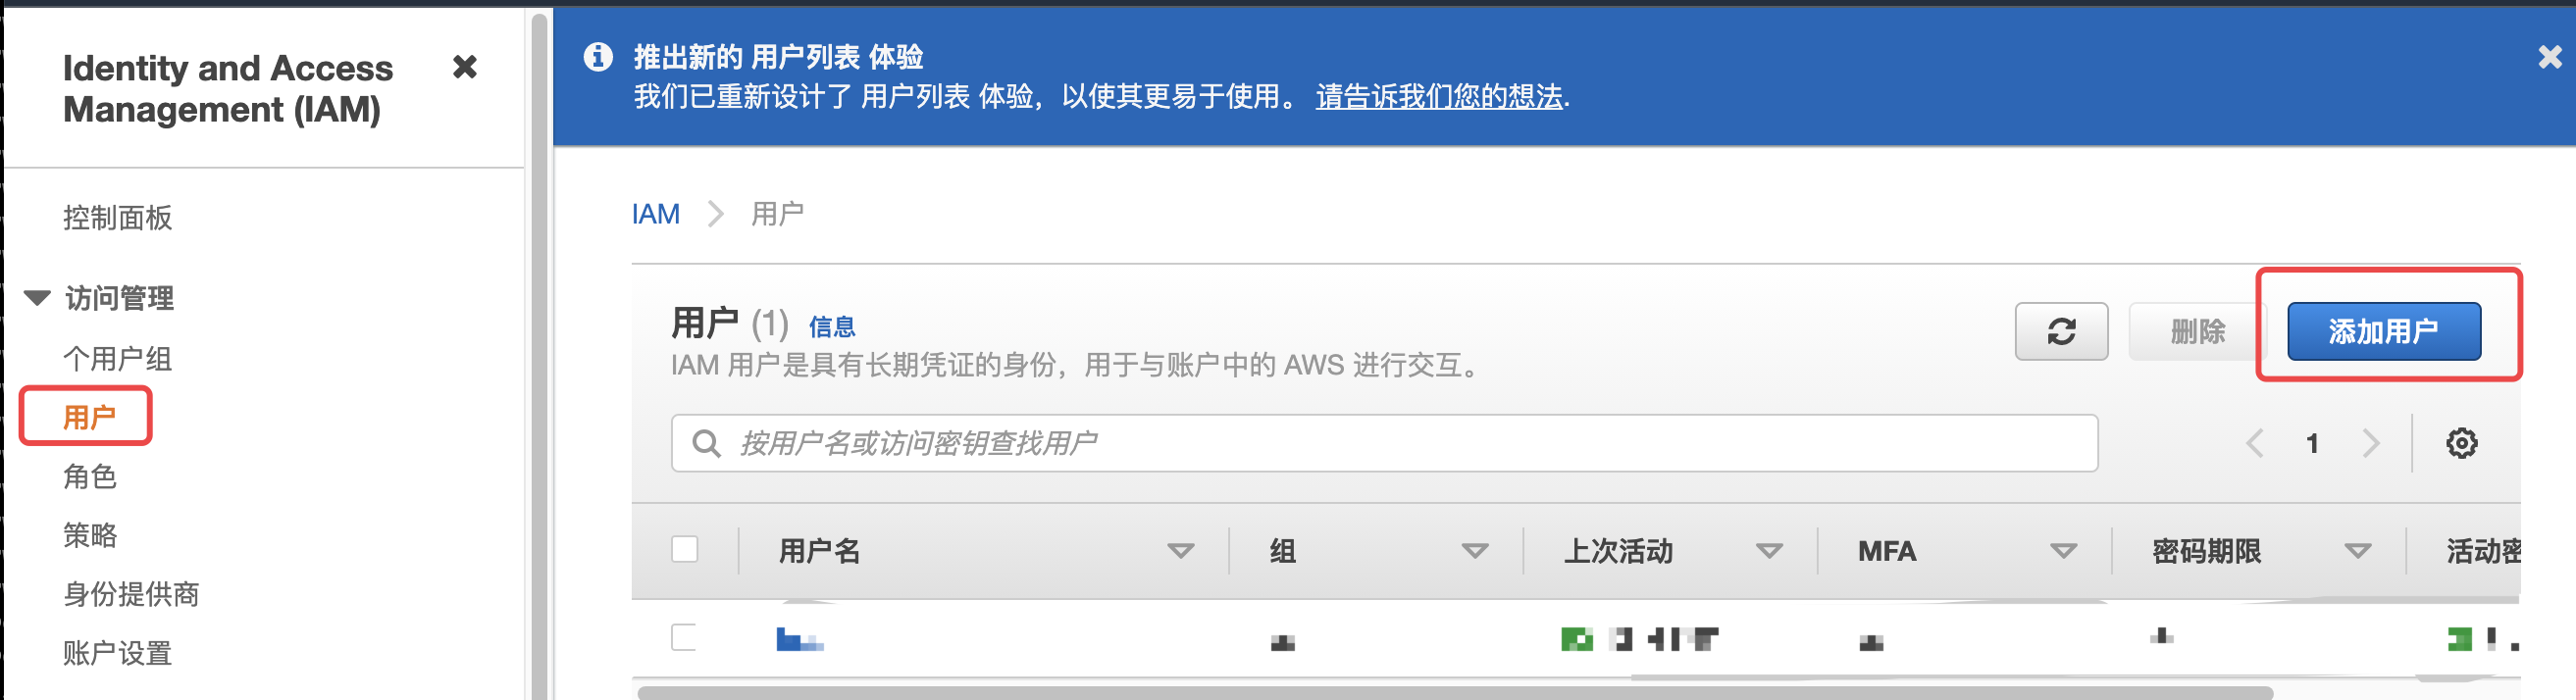 Identity and Access
Management (IAM)
控制面板
访问管理
个用户组
用户
角色
策略
身份提供商
账户设置
推出新的 用户列表 体验
我们已重新设计了 用户列表 体验，以使其更易于使用。 请告诉我们您的想法.
IAM 用户
用户 (1) 信息
IAM 用户是具有长期凭证的身份，用于与账户中的 AWS 进行交互。
删除 添加用户
按用户名或访问密钥查找用户
1
用户名 组 上次活动 MFA 密码期限 活动密